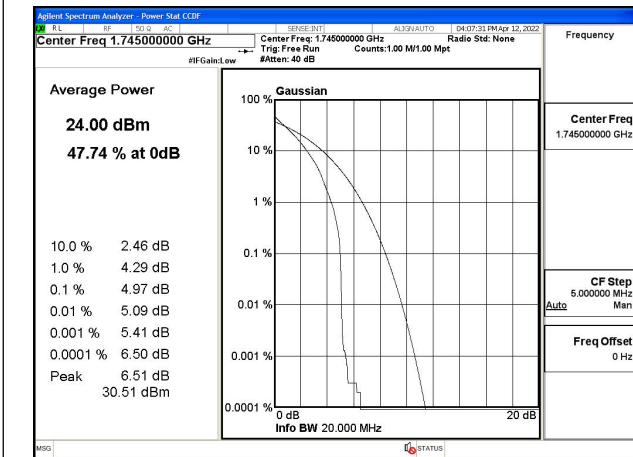 Agilent Spectrum Analyzer - Power Stat CCDF
RL RF 50 Ω AC SENSE:INT ALIGNAUTO 04:07:31 PM Apr 12, 2022
Center Freq 1.745000000 GHz
Center Freq: 1.745000000 GHz Radio Std: None
Trig: Free Run Counts:1.00 M/1.00 Mpt
#IFGain:Low #Atten: 40 dB
Frequency
Average Power
24.00 dBm
47.74 % at 0dB
10.0 % 2.46 dB
1.0 % 4.29 dB
0.1 % 4.97 dB
0.01 % 5.09 dB
0.001 % 5.41 dB
0.0001 % 6.50 dB
Peak 6.51 dB
30.51 dBm
Gaussian
100 %
10 %
1 %
0.1 %
0.01 %
0.001 %
0.0001 %
0 dB 20 dB
Info BW 20.000 MHz
Center Freq
1.745000000 GHz
CF Step
5.000000 MHz
Auto Man
Freq Offset
0 Hz
MSG STATUS